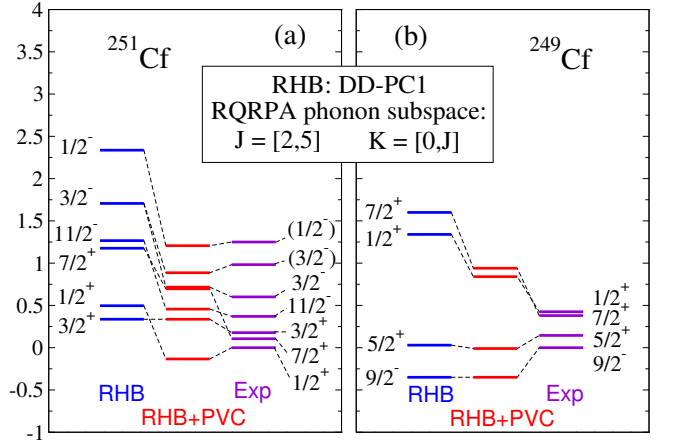 4
3.5
3
2.5
2
1.5
1
0.5
0
-0.5
-1
²⁵¹Cf
(a)
(b)
²⁴⁹Cf
RHB: DD-PC1
RQRPA phonon subspace:
J = [2,5] K = [0,J]
1/2⁻
3/2⁻
11/2⁻
7/2⁺
1/2⁺
3/2⁺
(1/2⁻)
(3/2⁻)
3/2⁻
11/2⁻
3/2⁺
7/2⁺
1/2⁺
RHB
Exp
RHB+PVC
7/2⁺
1/2⁺
5/2⁺
9/2⁻
1/2⁺
7/2⁺
5/2⁺
9/2⁻
RHB
Exp
RHB+PVC